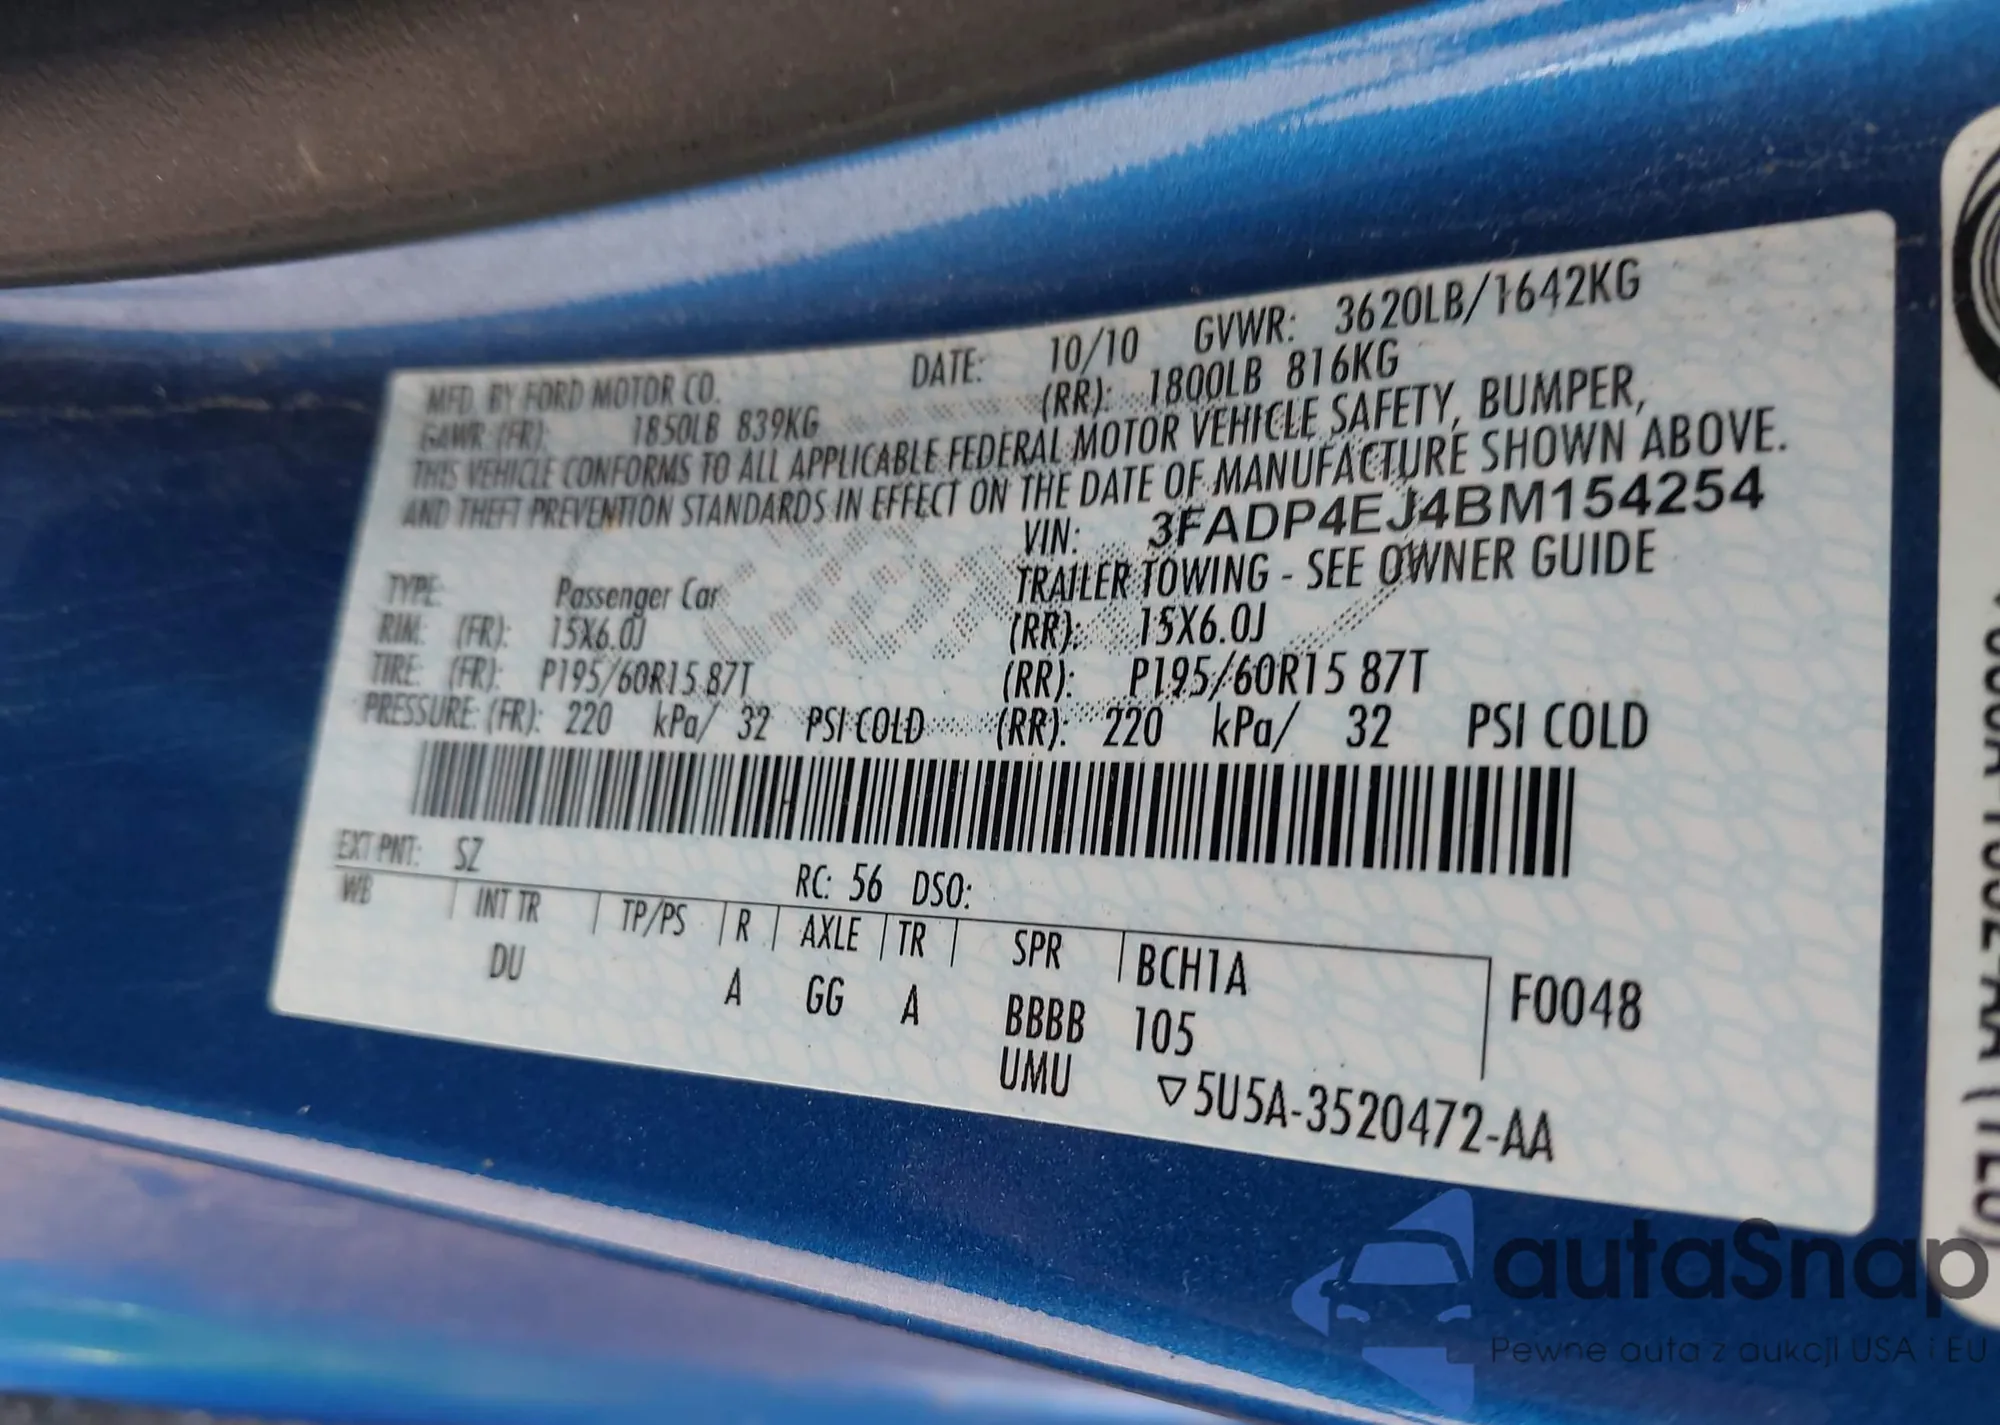 MFD. BY FORD MOTOR CO. DATE: 10/10 GVWR: 3620LB/1642KG
GAWR (FR): 1850LB 839KG (RR): 1800LB 816KG
THIS VEHICLE CONFORMS TO ALL APPLICABLE FEDERAL MOTOR VEHICLE SAFETY, BUMPER,
AND THEFT PREVENTION STANDARDS IN EFFECT ON THE DATE OF MANUFACTURE SHOWN ABOVE.
VIN: 3FADP4EJ4BM154254
TYPE: Passenger Car TRAILER TOWING - SEE OWNER GUIDE
RIM: (FR): 15X6.0J (RR): 15X6.0J
TIRE: (FR): P195/60R15 87T (RR): P195/60R15 87T
PRESSURE: (FR): 220 kPa/ 32 PSI COLD (RR): 220 kPa/ 32 PSI COLD
EXT PNT: SZ RC: 56 DSO:
WB INT TR TP/PS R AXLE TR SPR BCH1A F0048
DU A GG A BBBB 105
UMU ▽5U5A-3520472-AA
autaSnap
Pewne auta z aukcji USA i EU